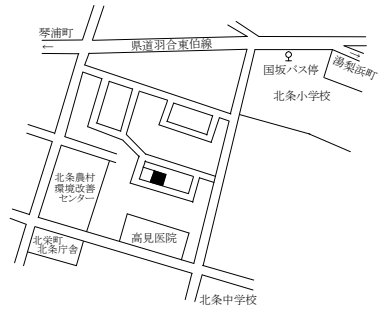 琴浦町
←
県道羽合東伯線
→
湯梨浜町
国坂バス停
北条小学校
北条農村
環境改善
センター
北栄町
北条庁舎
高見医院
北条中学校